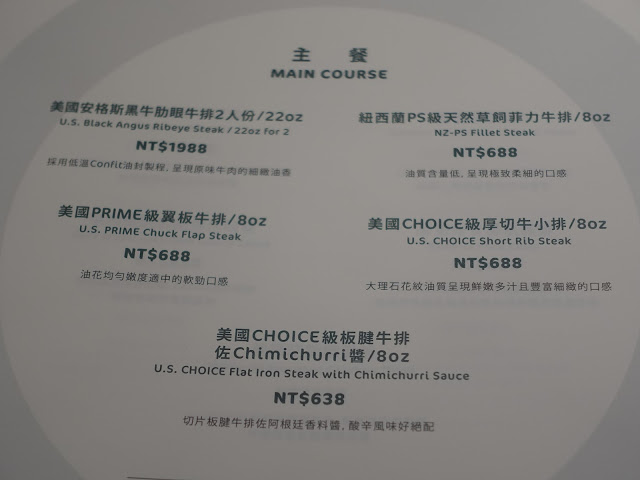 主 餐
MAIN COURSE
美國安格斯黑牛肋眼牛排2人份/22oz
U.S. Black Angus Ribeye Steak / 22oz for 2
NT$1988
採用低溫Confit油封製程, 呈現原味牛肉的細緻油香
紐西蘭PS級天然草飼菲力牛排/8oz
NZ-PS Fillet Steak
NT$688
油質含量低, 呈現極致柔細的口感
美國PRIME級翼板牛排/8oz
U.S. PRIME Chuck Flap Steak
NT$688
油花均勻嫩度適中的軟勁口感
美國CHOICE級厚切牛小排/8oz
U.S. CHOICE Short Rib Steak
NT$688
大理石花紋油質呈現鮮嫩多汁且豐富細緻的口感
美國CHOICE級板腱牛排
佐Chimichurri醬/8oz
U.S. CHOICE Flat Iron Steak with Chimichurri Sauce
NT$638
切片板腱牛排佐阿根廷香料醬, 酸辛風味好絕配